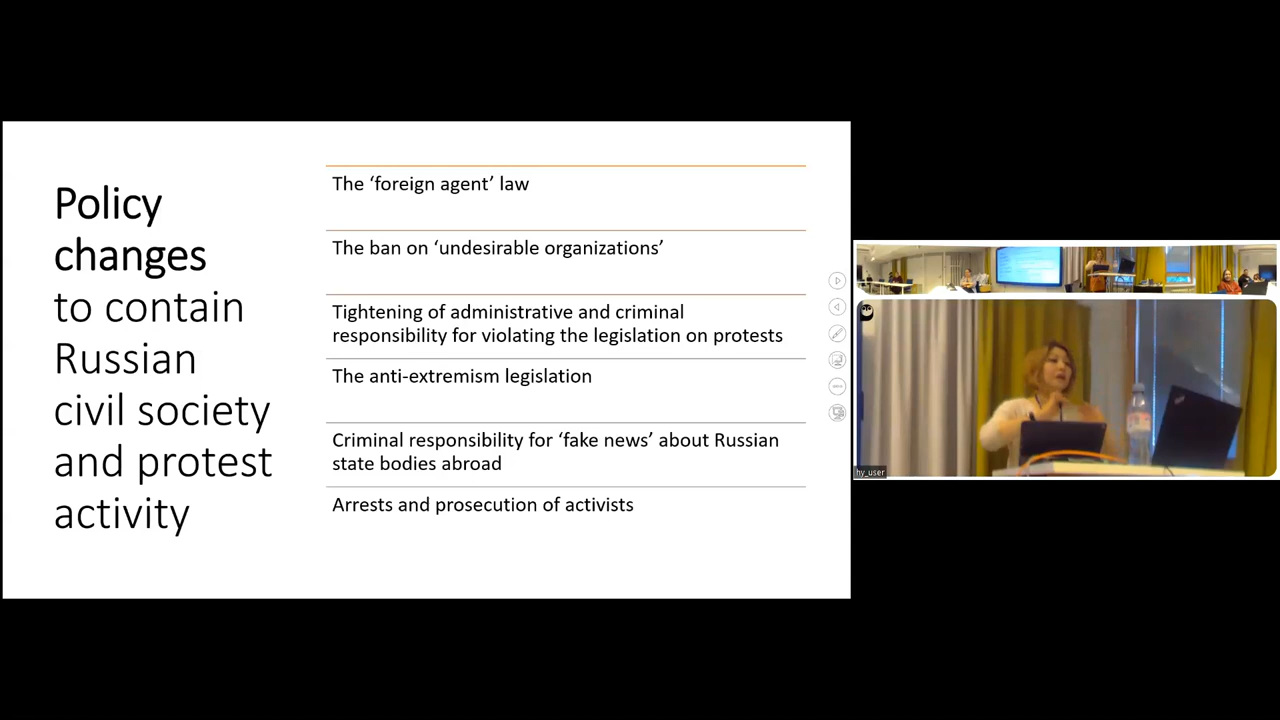 Policy
changes
to contain
Russian
civil society
and protest
activity
The ‘foreign agent’ law
The ban on ‘undesirable organizations’
Tightening of administrative and criminal
responsibility for violating the legislation on protests
The anti-extremism legislation
Criminal responsibility for ‘fake news’ about Russian
state bodies abroad
Arrests and prosecution of activists
hy_user